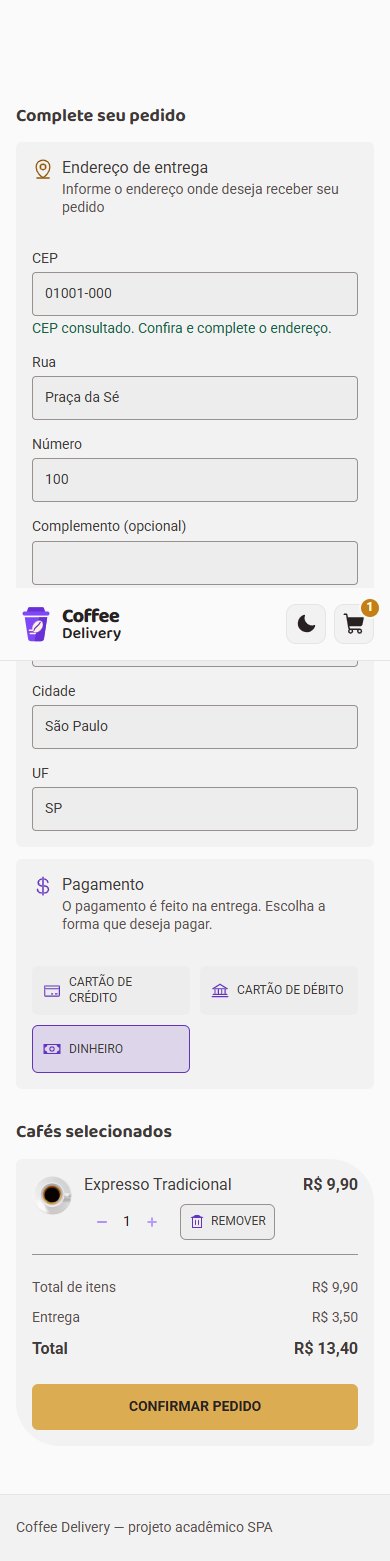 Complete seu pedido
Endereço de entrega
Informe o endereço onde deseja receber seu
pedido
CEP
01001-000
CEP consultado. Confira e complete o endereço.
Rua
Praça da Sé
Número
100
Complemento (opcional)
Coffee
Delivery
1
Cidade
São Paulo
UF
SP
Pagamento
O pagamento é feito na entrega. Escolha a
forma que deseja pagar.
CARTÃO DE
CRÉDITO
CARTÃO DE DÉBITO
DINHEIRO
Cafés selecionados
Expresso Tradicional R$ 9,90
1 REMOVER
Total de itens R$ 9,90
Entrega R$ 3,50
Total R$ 13,40
CONFIRMAR PEDIDO
Coffee Delivery — projeto acadêmico SPA